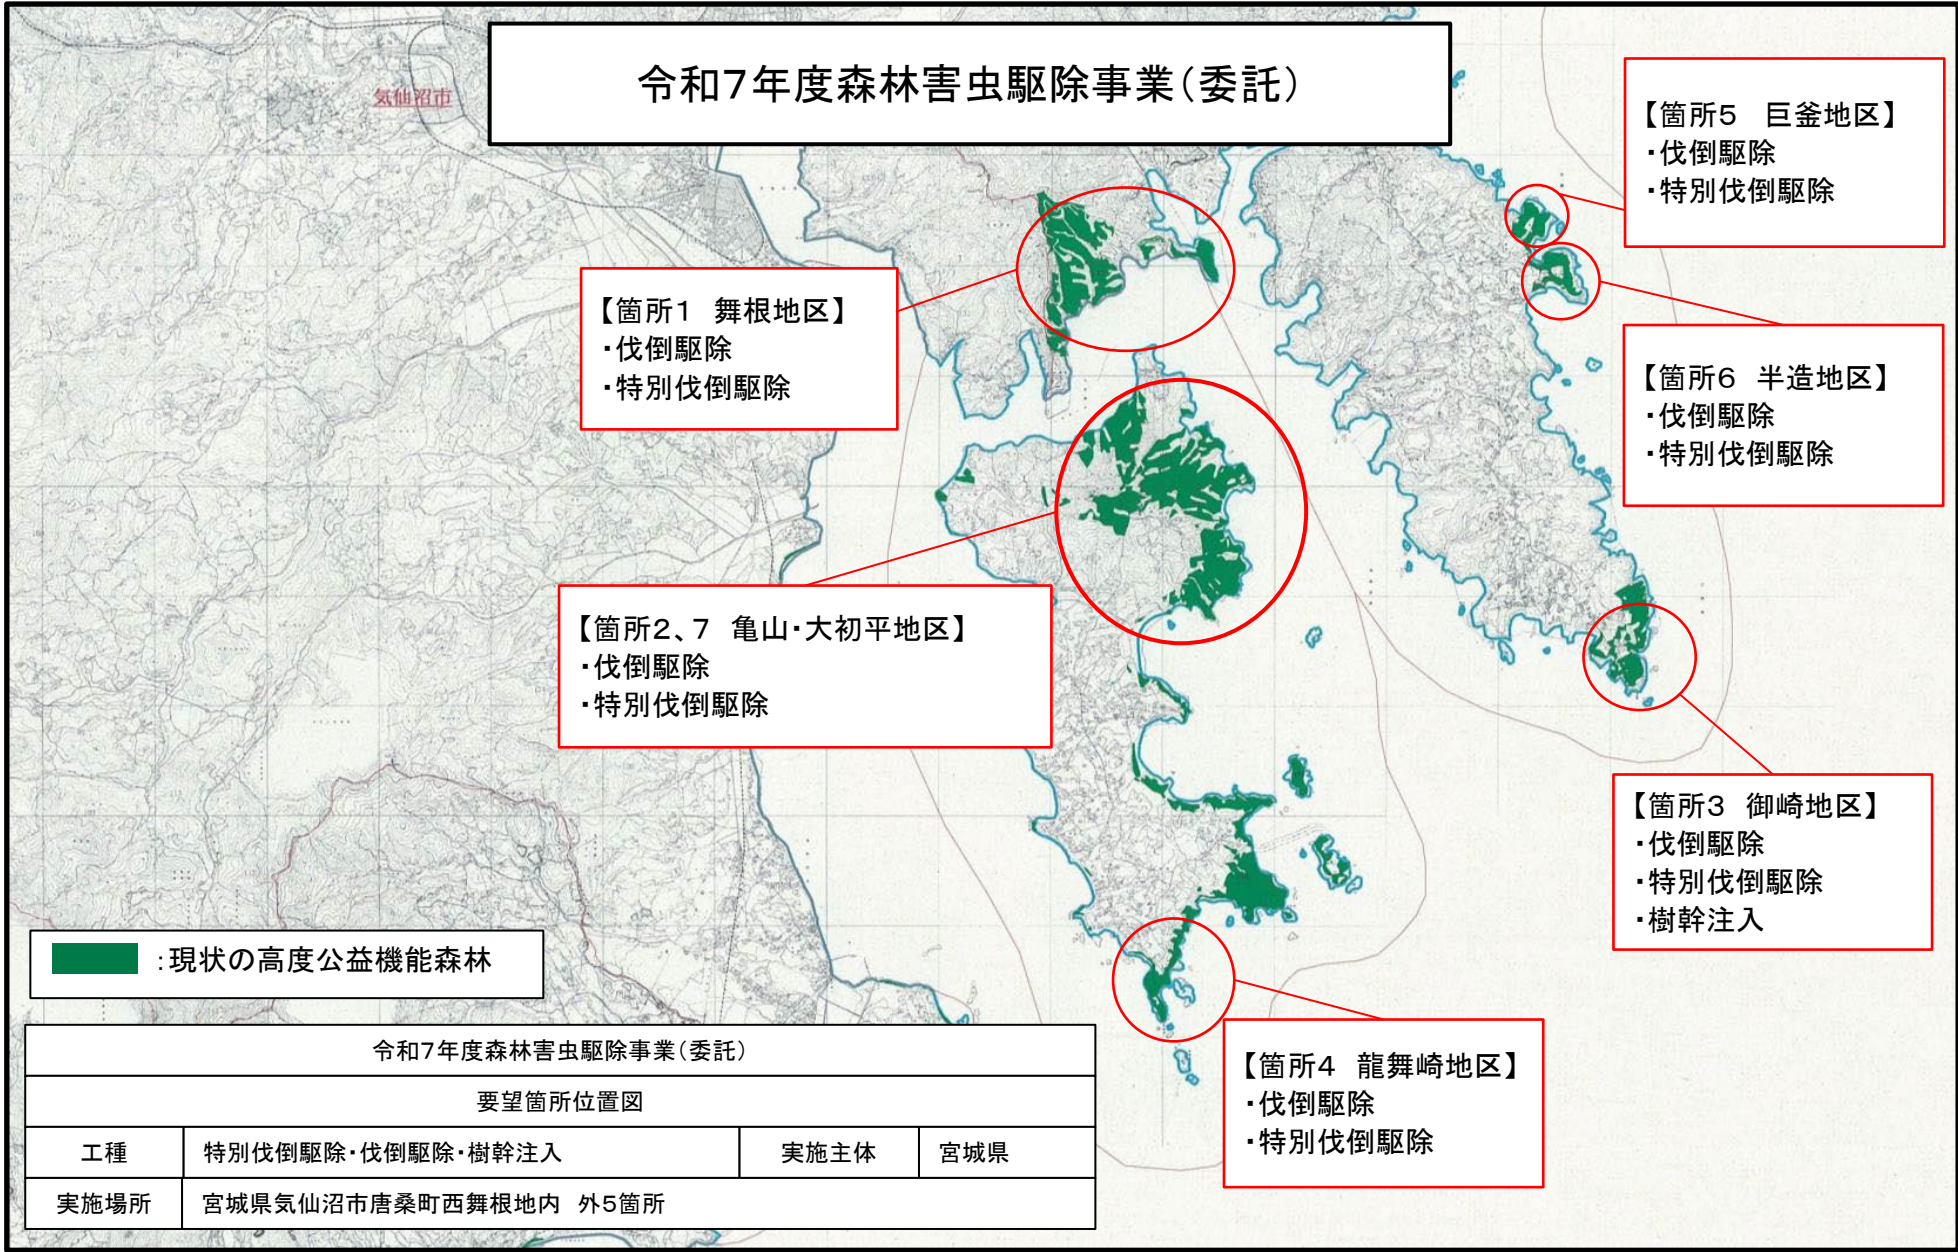 令和7年度森林害虫駆除事業(委託)
気仙沼市
【箇所5　巨釜地区】
・伐倒駆除
・特別伐倒駆除
【箇所1　舞根地区】
・伐倒駆除
・特別伐倒駆除
【箇所6　半造地区】
・伐倒駆除
・特別伐倒駆除
【箇所2、7　亀山・大初平地区】
・伐倒駆除
・特別伐倒駆除
【箇所3　御崎地区】
・伐倒駆除
・特別伐倒駆除
・樹幹注入
:現状の高度公益機能森林
【箇所4　龍舞崎地区】
・伐倒駆除
・特別伐倒駆除
令和7年度森林害虫駆除事業(委託)
要望箇所位置図
工種　特別伐倒駆除・伐倒駆除・樹幹注入　実施主体　宮城県
実施場所　宮城県気仙沼市唐桑町西舞根地内　外5箇所